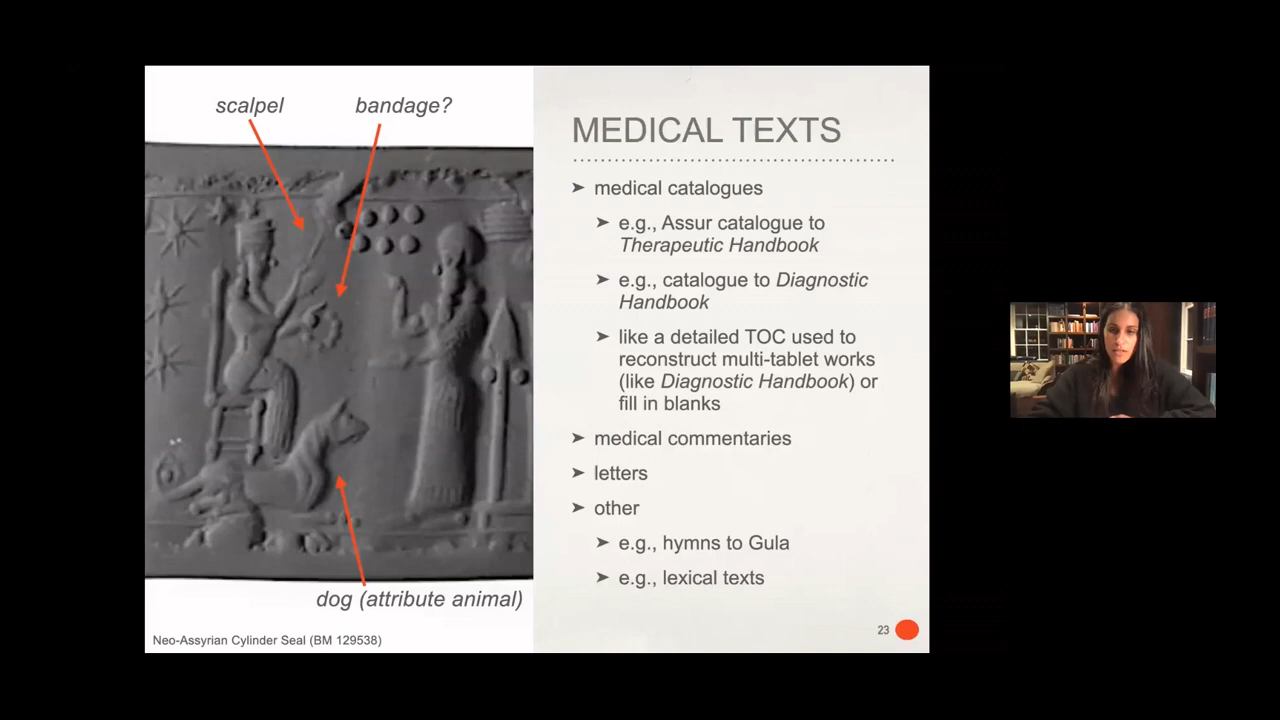 scalpel
bandage?
dog (attribute animal)
Neo-Assyrian Cylinder Seal (BM 129538)
MEDICAL TEXTS
➤ medical catalogues
➤ e.g., Assur catalogue to
Therapeutic Handbook
➤ e.g., catalogue to Diagnostic
Handbook
➤ like a detailed TOC used to
reconstruct multi-tablet works
(like Diagnostic Handbook) or
fill in blanks
➤ medical commentaries
➤ letters
➤ other
➤ e.g., hymns to Gula
➤ e.g., lexical texts
23